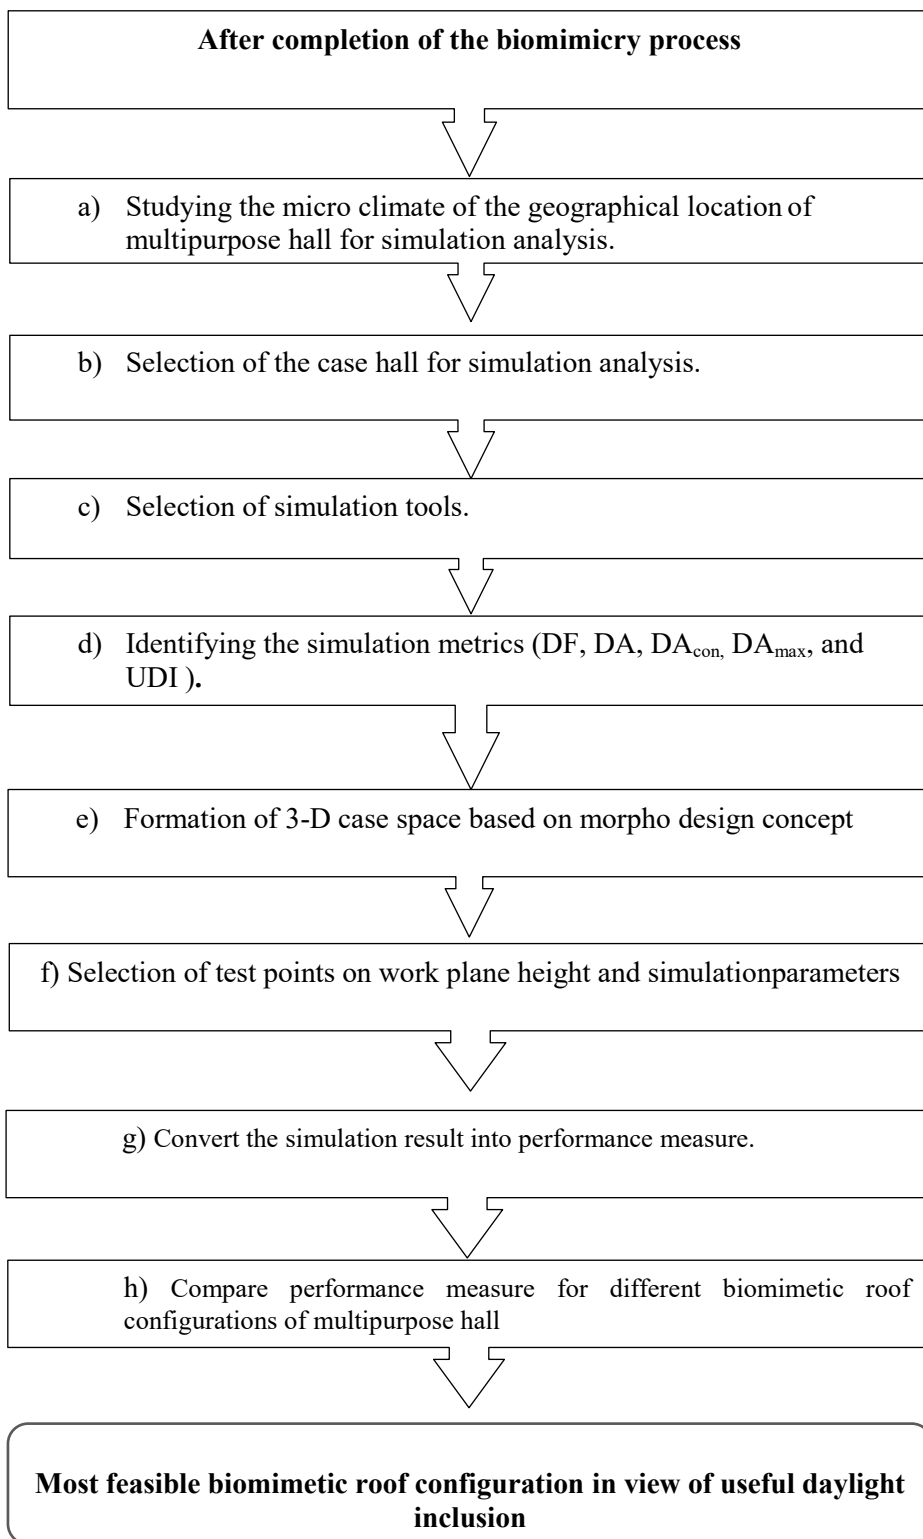 After completion of the biomimicry process
a) Studying the micro climate of the geographical location of
multipurpose hall for simulation analysis.
b) Selection of the case hall for simulation analysis.
c) Selection of simulation tools.
d) Identifying the simulation metrics (DF, DA, DAcon, DAmax, and
UDI ).
e) Formation of 3-D case space based on morpho design concept
f) Selection of test points on work plane height and simulationparameters
g) Convert the simulation result into performance measure.
h) Compare performance measure for different biomimetic roof
configurations of multipurpose hall
Most feasible biomimetic roof configuration in view of useful daylight
inclusion